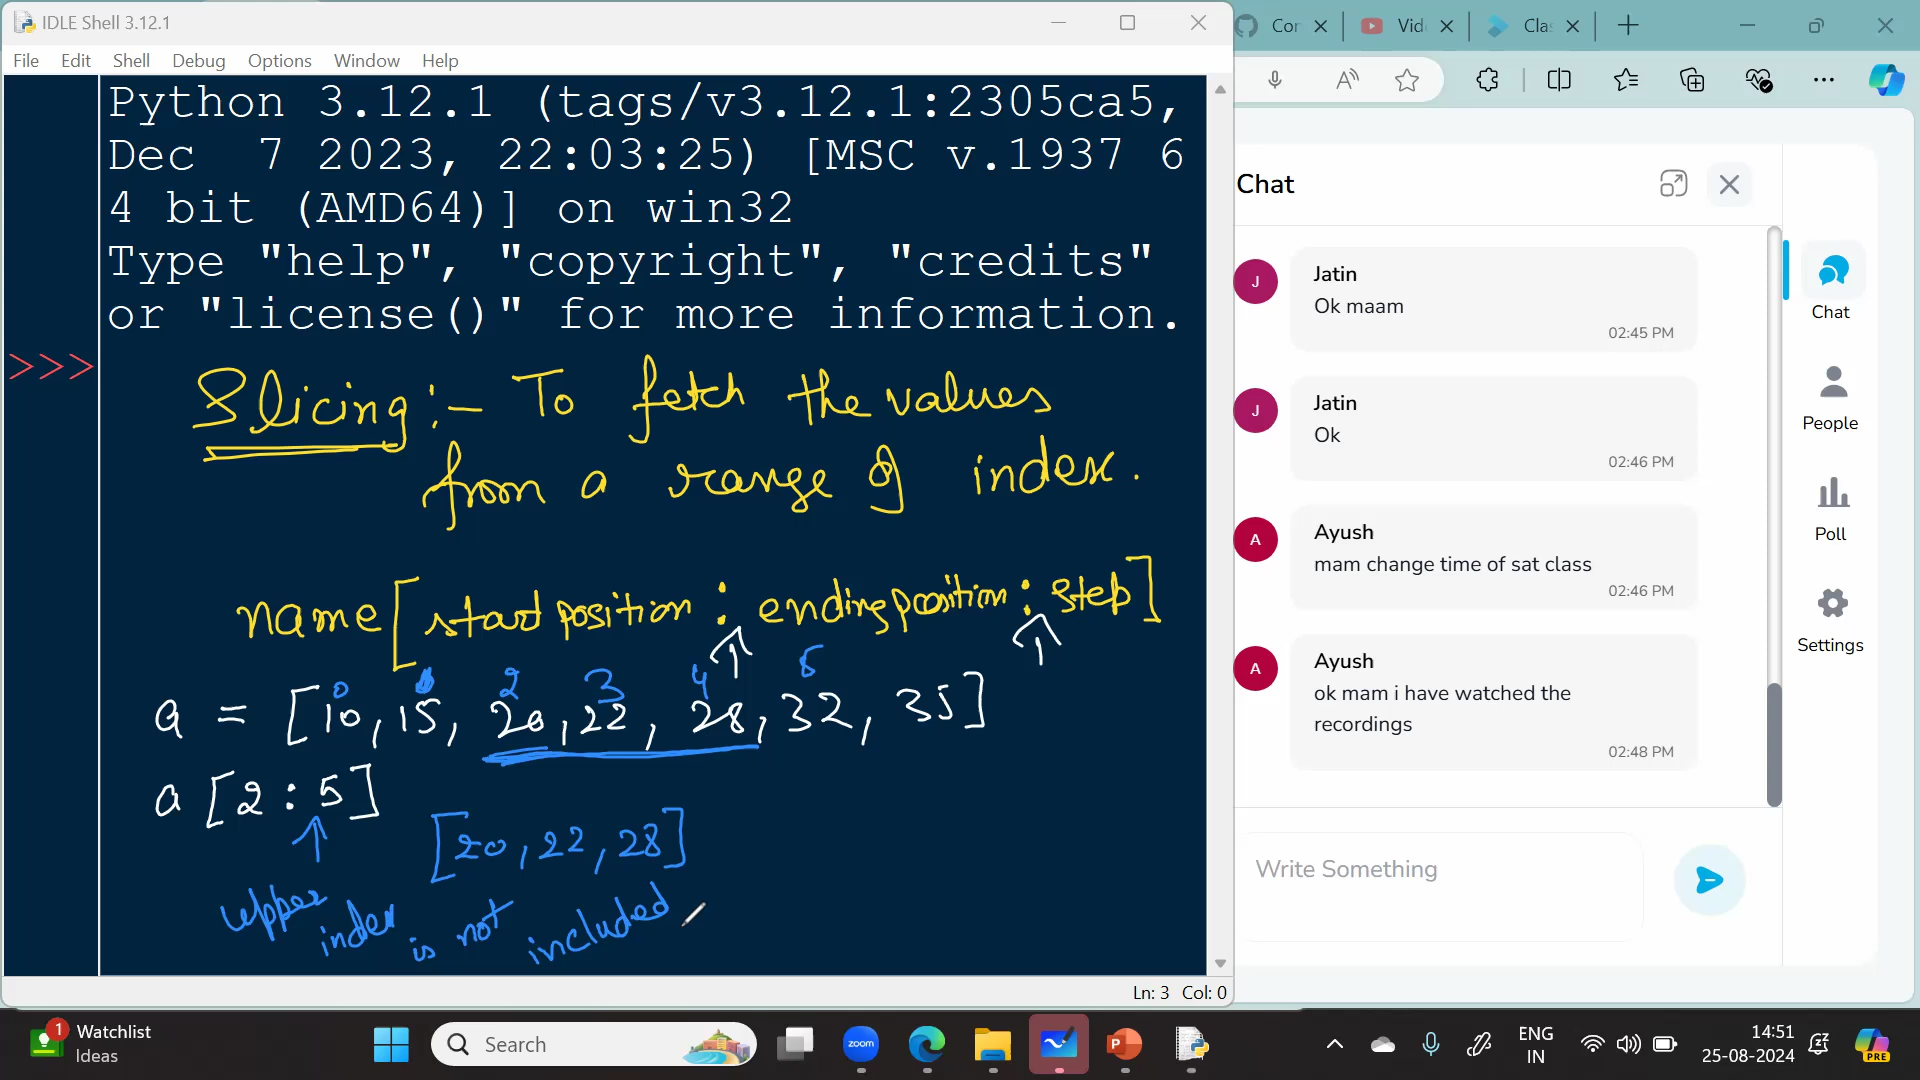 IDLE Shell 3.12.1
File Edit Shell Debug Options Window Help
Python 3.12.1 (tags/v3.12.1:2305ca5,
Dec  7 2023, 22:03:25) [MSC v.1937 6
4 bit (AMD64)] on win32
Type "help", "copyright", "credits"
or "license()" for more information.
>>>
Slicing :- To fetch the values
from a range of index.
name[start position : ending position : step]
0 2 3 4 5
a = [10, 15, 20, 22, 28, 32, 35]
a [2 : 5]
[20, 22, 28]
upper index is not included
Ln: 3 Col: 0
Cor
Vid
Clas
Chat
Jatin
Ok maam
02:45 PM
Jatin
Ok
02:46 PM
Ayush
mam change time of sat class
02:46 PM
Ayush
ok mam i have watched the
recordings
02:48 PM
Write Something
Chat
People
Poll
Settings
1
Watchlist
Ideas
Search
zoom
P
ENG
IN
14:51
25-08-2024
PRE